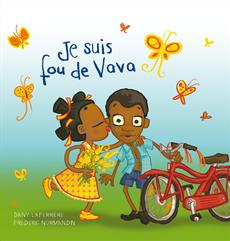 Je suis
fou de Vava
DANY LAFERRIÈRE
FRÉDÉRIC NORMANDIN